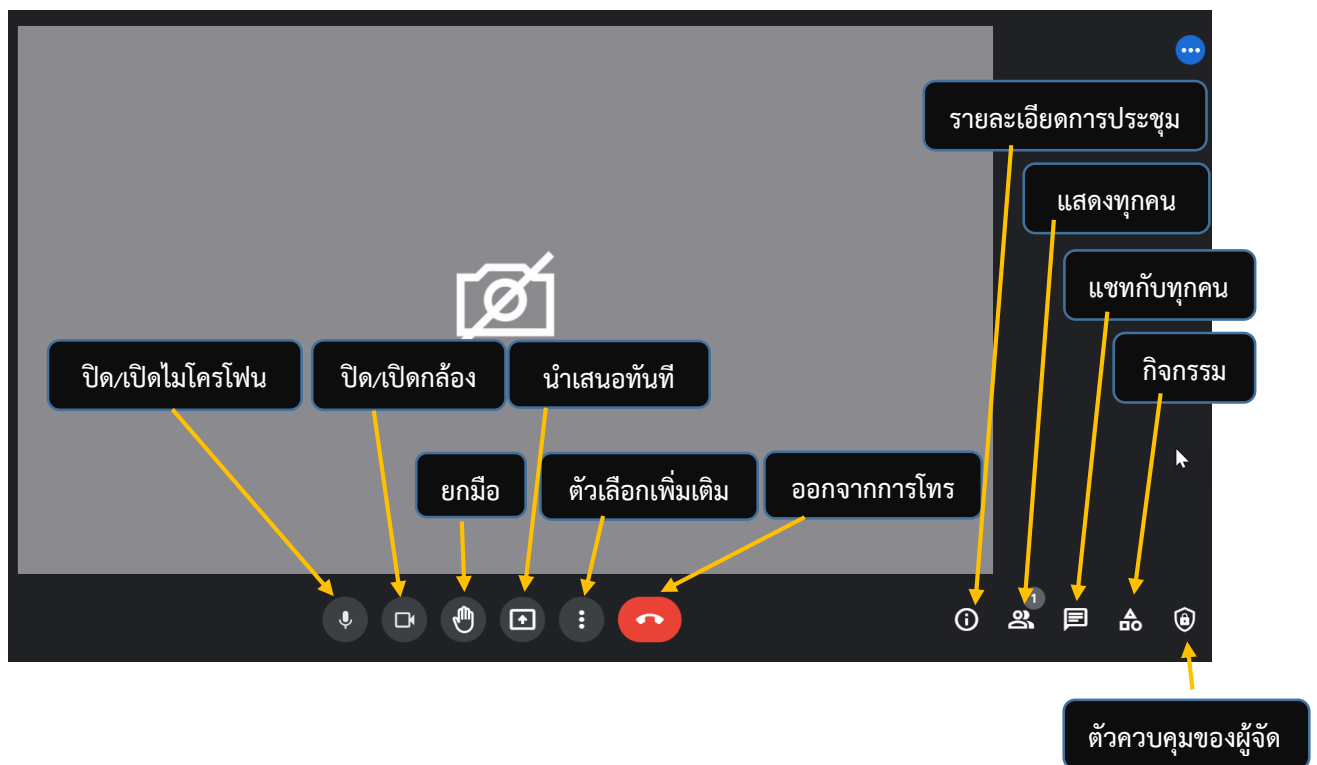 รายละเอียดการประชุม
แสดงทุกคน
แชทกับทุกคน
ปิด/เปิดไมโครโฟน
ปิด/เปิดกล้อง
นำเสนอทันที
กิจกรรม
ยกมือ
ตัวเลือกเพิ่มเติม
ออกจากการโทร
1
ตัวควบคุมของผู้จัด